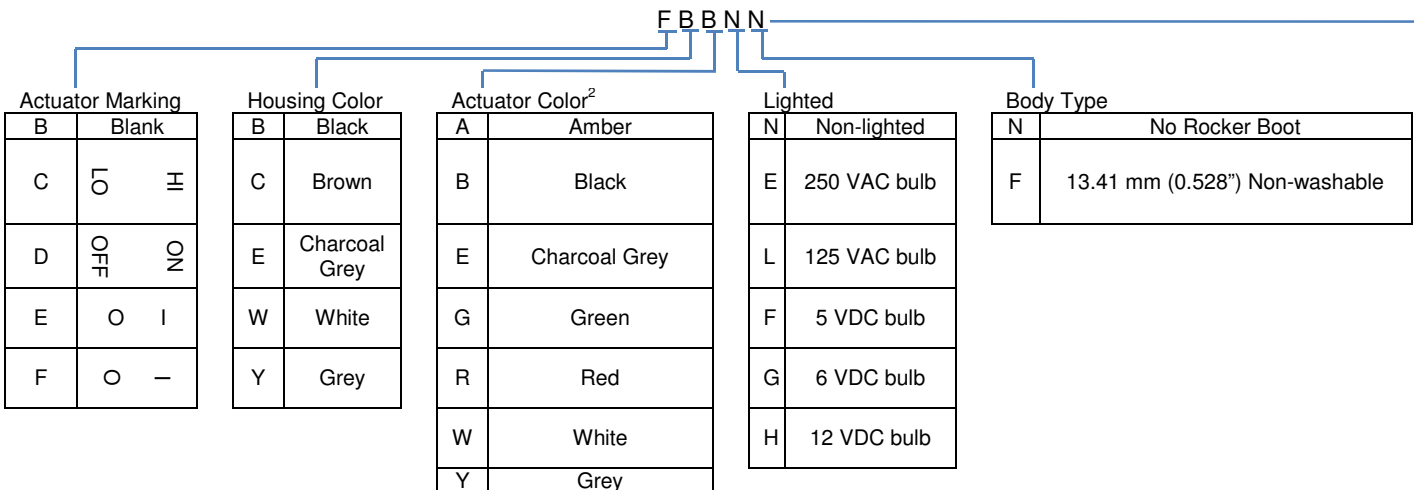 F B B N N
Actuator Marking
B Blank
C LO HI
D OFF ON
E O I
F O –
Housing Color
B Black
C Brown
E Charcoal Grey
W White
Y Grey
Actuator Color²
A Amber
B Black
E Charcoal Grey
G Green
R Red
W White
Y Grey
Lighted
N Non-lighted
E 250 VAC bulb
L 125 VAC bulb
F 5 VDC bulb
G 6 VDC bulb
H 12 VDC bulb
Body Type
N No Rocker Boot
F 13.41 mm (0.528”) Non-washable